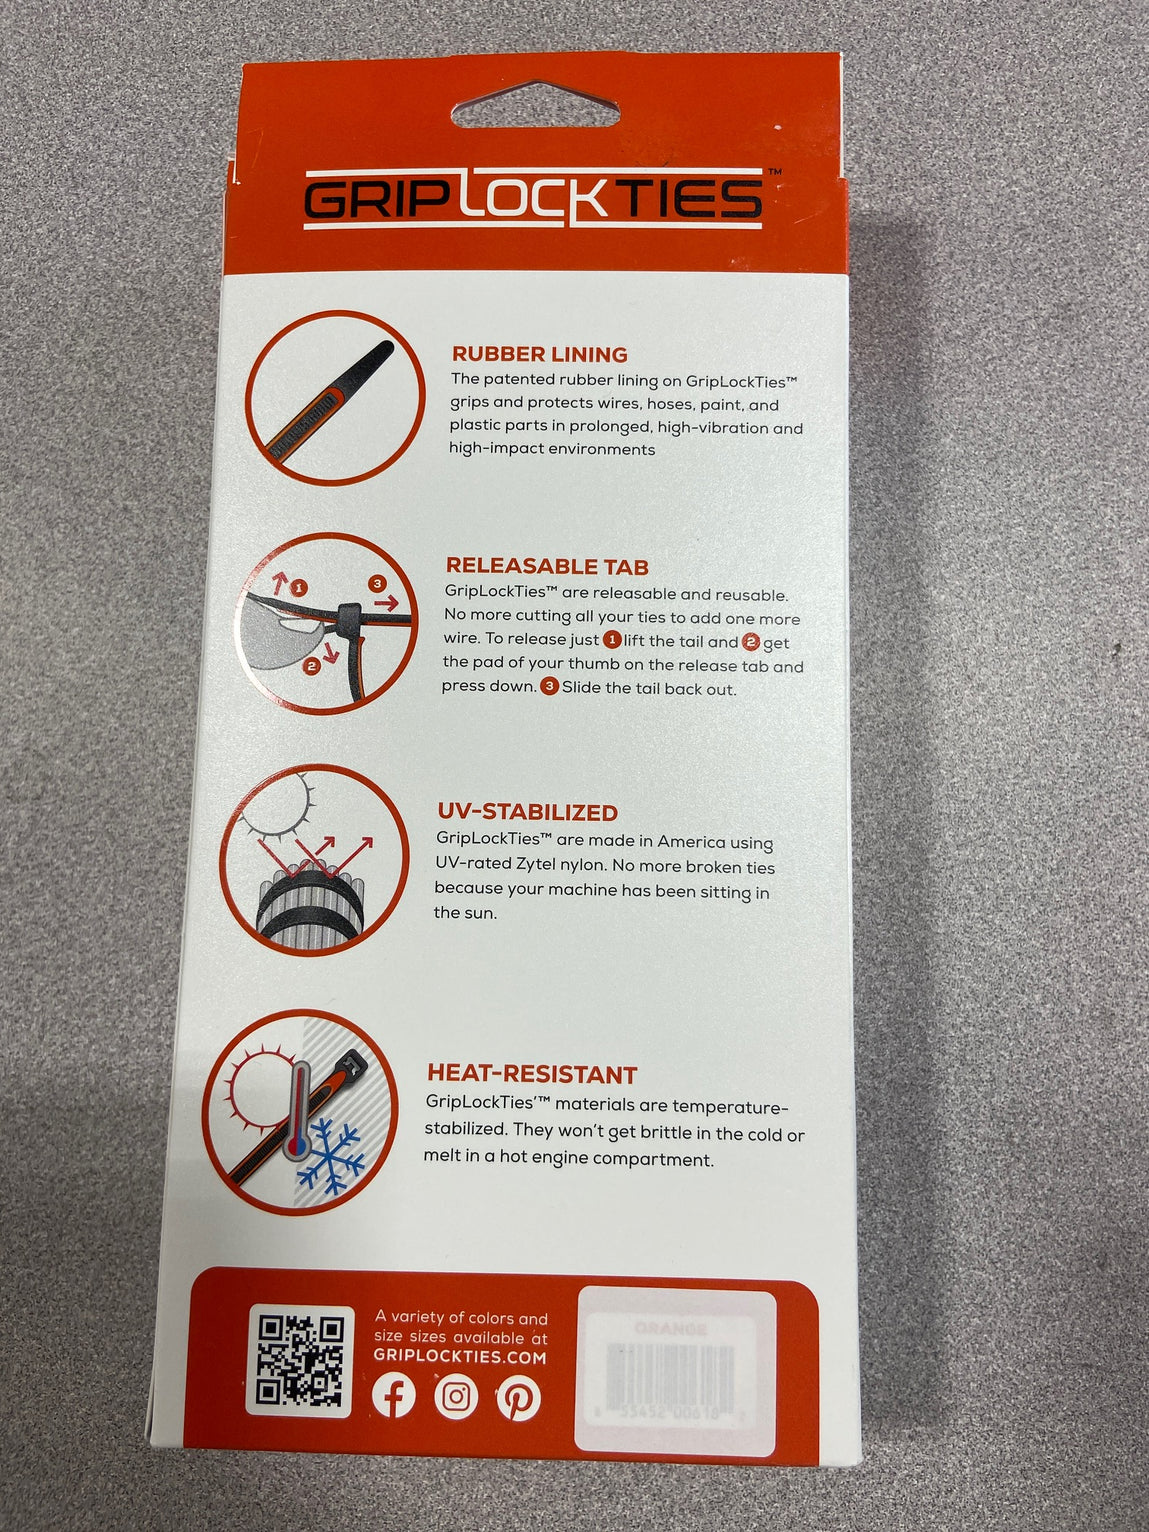 GRIPLOCKTIES™
RUBBER LINING
The patented rubber lining on GripLockTies™
grips and protects wires, hoses, paint, and
plastic parts in prolonged, high-vibration and
high-impact environments
1
3
2
RELEASABLE TAB
GripLockTies™ are releasable and reusable.
No more cutting all your ties to add one more
wire. To release just 1 lift the tail and 2 get
the pad of your thumb on the release tab and
press down. 3 Slide the tail back out.
UV-STABILIZED
GripLockTies™ are made in America using
UV-rated Zytel nylon. No more broken ties
because your machine has been sitting in
the sun.
HEAT-RESISTANT
GripLockTies'™ materials are temperature-
stabilized. They won't get brittle in the cold or
melt in a hot engine compartment.
A variety of colors and
size sizes available at
GRIPLOCKTIES.COM
ORANGE